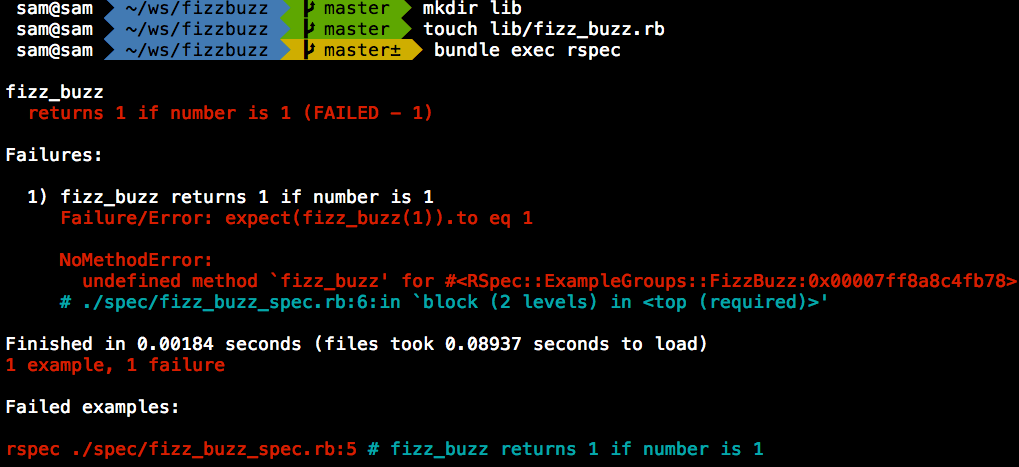 sam@sam ~/ws/fizzbuzz master mkdir lib
sam@sam ~/ws/fizzbuzz master touch lib/fizz_buzz.rb
sam@sam ~/ws/fizzbuzz master± bundle exec rspec
fizz_buzz
returns 1 if number is 1 (FAILED - 1)
Failures:
1) fizz_buzz returns 1 if number is 1
Failure/Error: expect(fizz_buzz(1)).to eq 1
NoMethodError:
undefined method `fizz_buzz' for #<RSpec::ExampleGroups::FizzBuzz:0x00007ff8a8c4fb78>
# ./spec/fizz_buzz_spec.rb:6:in `block (2 levels) in <top (required)>'
Finished in 0.00184 seconds (files took 0.08937 seconds to load)
1 example, 1 failure
Failed examples:
rspec ./spec/fizz_buzz_spec.rb:5 # fizz_buzz returns 1 if number is 1